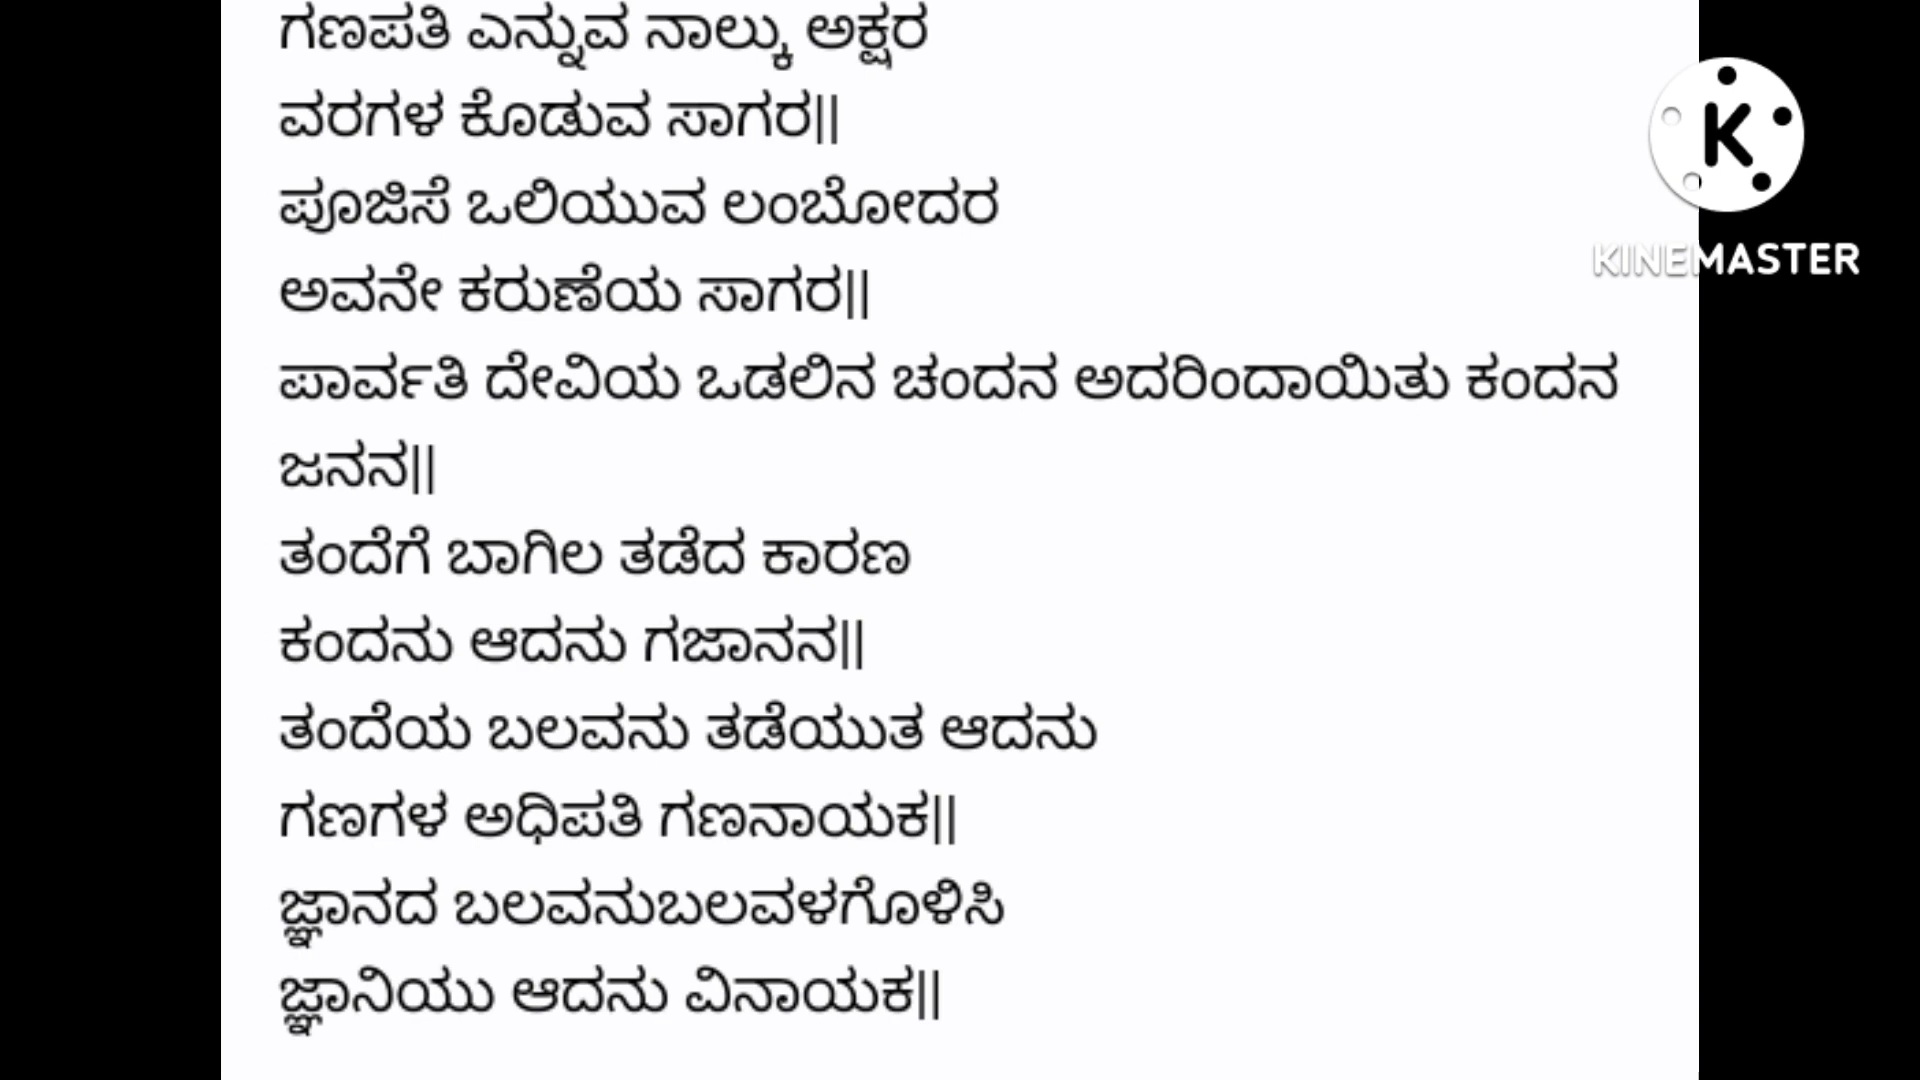 ಗಣಪತಿ ಎನ್ನುವ ನಾಲ್ಕು ಅಕ್ಷರ
ವರಗಳ ಕೊಡುವ ಸಾಗರ||
ಪೂಜಿಸೆ ಒಲಿಯುವ ಲಂಬೋದರ
ಅವನೇ ಕರುಣೆಯ ಸಾಗರ||
ಪಾರ್ವತಿ ದೇವಿಯ ಒಡಲಿನ ಚಂದನ ಅದರಿಂದಾಯಿತು ಕಂದನ
ಜನನ||
ತಂದೆಗೆ ಬಾಗಿಲ ತಡೆದ ಕಾರಣ
ಕಂದನು ಆದನು ಗಜಾನನ||
ತಂದೆಯ ಬಲವನು ತಡೆಯುತ ಆದನು
ಗಣಗಳ ಅಧಿಪತಿ ಗಣನಾಯಕ||
ಜ್ಞಾನದ ಬಲವನುಬಲವಳಗೊಳಿಸಿ
ಜ್ಞಾನಿಯು ಆದನು ವಿನಾಯಕ||
K
KINEMASTER